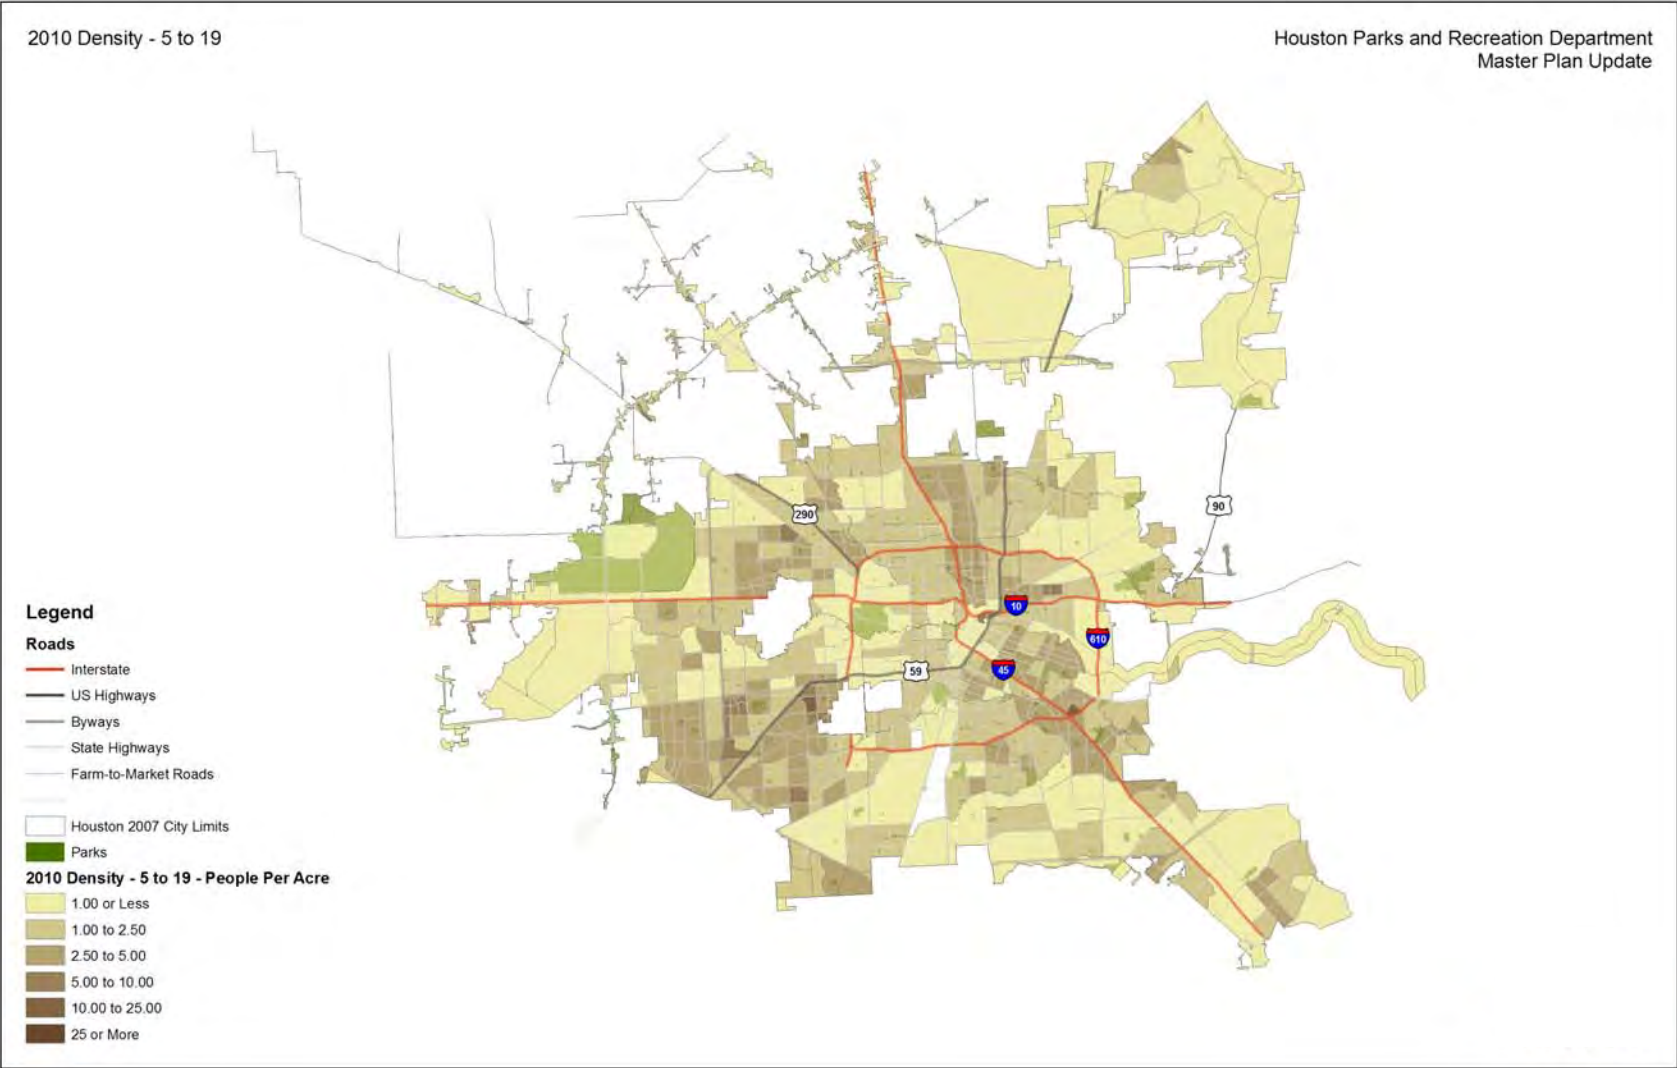 2010 Density - 5 to 19
Houston Parks and Recreation Department
Master Plan Update
290
90
10
610
59
45
Legend
Roads
Interstate
US Highways
Byways
State Highways
Farm-to-Market Roads
Houston 2007 City Limits
Parks
2010 Density - 5 to 19 - People Per Acre
1.00 or Less
1.00 to 2.50
2.50 to 5.00
5.00 to 10.00
10.00 to 25.00
25 or More